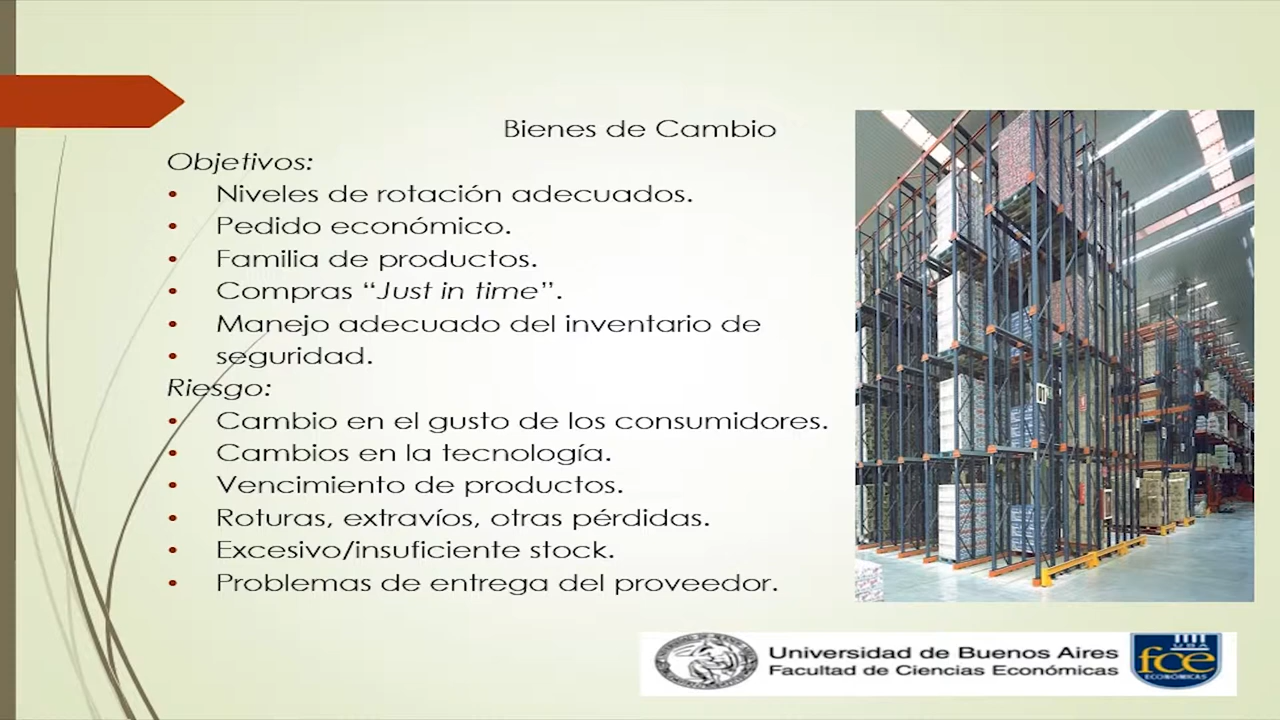 Bienes de Cambio
Objetivos:
• Niveles de rotación adecuados.
• Pedido económico.
• Familia de productos.
• Compras “Just in time”.
• Manejo adecuado del inventario de
• seguridad.
Riesgo:
• Cambio en el gusto de los consumidores.
• Cambios en la tecnología.
• Vencimiento de productos.
• Roturas, extravíos, otras pérdidas.
• Excesivo/insuficiente stock.
• Problemas de entrega del proveedor.
Universidad de Buenos Aires
Facultad de Ciencias Económicas
UBA
fce
ECONÓMICAS